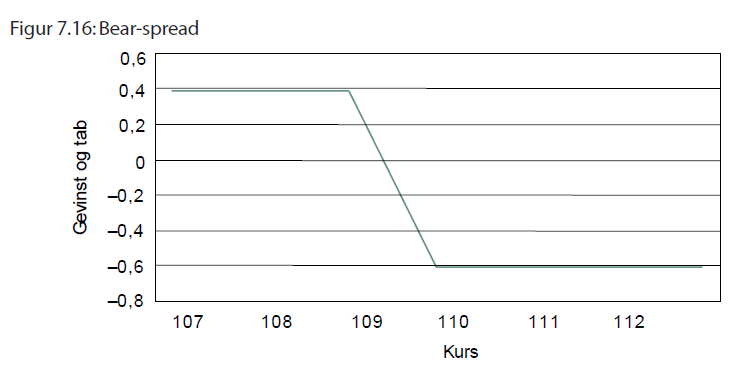 Figur 7.16: Bear-spread
0,6
0,4
0,2
0
–0,2
–0,4
–0,6
–0,8
Gevinst og tab
107 108 109 110 111 112
Kurs